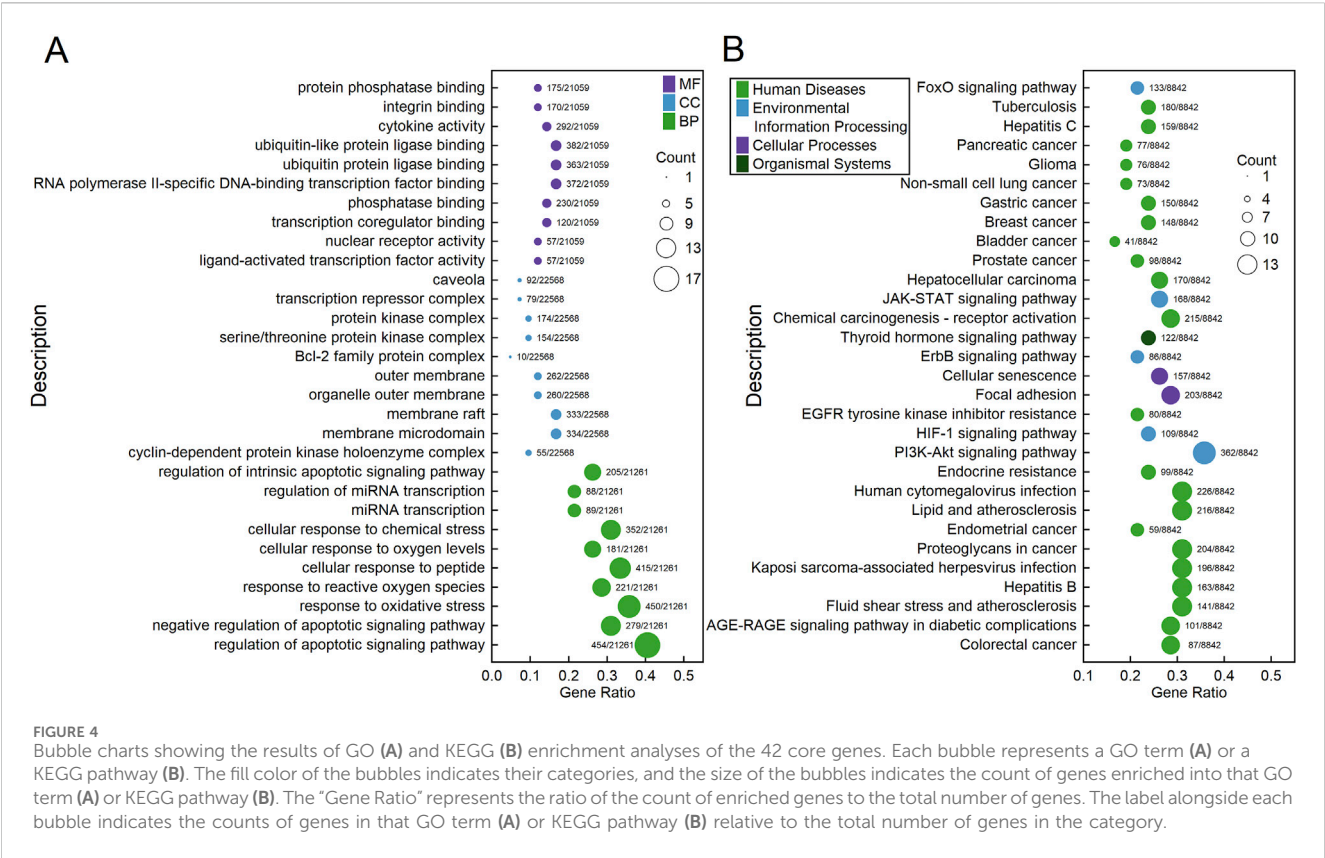 A
protein phosphatase binding 175/21059
integrin binding 170/21059
cytokine activity 292/21059
ubiquitin-like protein ligase binding 382/21059
ubiquitin protein ligase binding 363/21059
RNA polymerase II-specific DNA-binding transcription factor binding 372/21059
phosphatase binding 230/21059
transcription coregulator binding 120/21059
nuclear receptor activity 57/21059
ligand-activated transcription factor activity 57/21059
caveola 92/22568
transcription repressor complex 79/22568
protein kinase complex 174/22568
serine/threonine protein kinase complex 154/22568
Bcl-2 family protein complex 10/22568
outer membrane 262/22568
organelle outer membrane 260/22568
membrane raft 333/22568
membrane microdomain 334/22568
cyclin-dependent protein kinase holoenzyme complex 55/22568
regulation of intrinsic apoptotic signaling pathway 205/21261
regulation of miRNA transcription 88/21261
miRNA transcription 89/21261
cellular response to chemical stress 352/21261
cellular response to oxygen levels 181/21261
cellular response to peptide 415/21261
response to reactive oxygen species 221/21261
response to oxidative stress 450/21261
negative regulation of apoptotic signaling pathway 279/21261
regulation of apoptotic signaling pathway 454/21261
Description
0.0 0.1 0.2 0.3 0.4 0.5
Gene Ratio
MF
CC
BP
Count
1
5
9
13
17
B
Human Diseases
Environmental
Information Processing
Cellular Processes
Organismal Systems
FoxO signaling pathway 133/8842
Tuberculosis 180/8842
Hepatitis C 159/8842
Pancreatic cancer 77/8842
Glioma 76/8842
Non-small cell lung cancer 73/8842
Gastric cancer 150/8842
Breast cancer 148/8842
Bladder cancer 41/8842
Prostate cancer 98/8842
Hepatocellular carcinoma 170/8842
JAK-STAT signaling pathway 168/8842
Chemical carcinogenesis - receptor activation 215/8842
Thyroid hormone signaling pathway 122/8842
ErbB signaling pathway 86/8842
Cellular senescence 157/8842
Focal adhesion 203/8842
EGFR tyrosine kinase inhibitor resistance 80/8842
HIF-1 signaling pathway 109/8842
PI3K-Akt signaling pathway 362/8842
Endocrine resistance 99/8842
Human cytomegalovirus infection 226/8842
Lipid and atherosclerosis 216/8842
Endometrial cancer 59/8842
Proteoglycans in cancer 204/8842
Kaposi sarcoma-associated herpesvirus infection 196/8842
Hepatitis B 163/8842
Fluid shear stress and atherosclerosis 141/8842
AGE-RAGE signaling pathway in diabetic complications 101/8842
Colorectal cancer 87/8842
Description
0.1 0.2 0.3 0.4 0.5
Gene Ratio
Count
1
4
7
10
13
FIGURE 4
Bubble charts showing the results of GO (A) and KEGG (B) enrichment analyses of the 42 core genes. Each bubble represents a GO term (A) or a
KEGG pathway (B). The fill color of the bubbles indicates their categories, and the size of the bubbles indicates the count of genes enriched into that GO
term (A) or KEGG pathway (B). The “Gene Ratio” represents the ratio of the count of enriched genes to the total number of genes. The label alongside each
bubble indicates the counts of genes in that GO term (A) or KEGG pathway (B) relative to the total number of genes in the category.